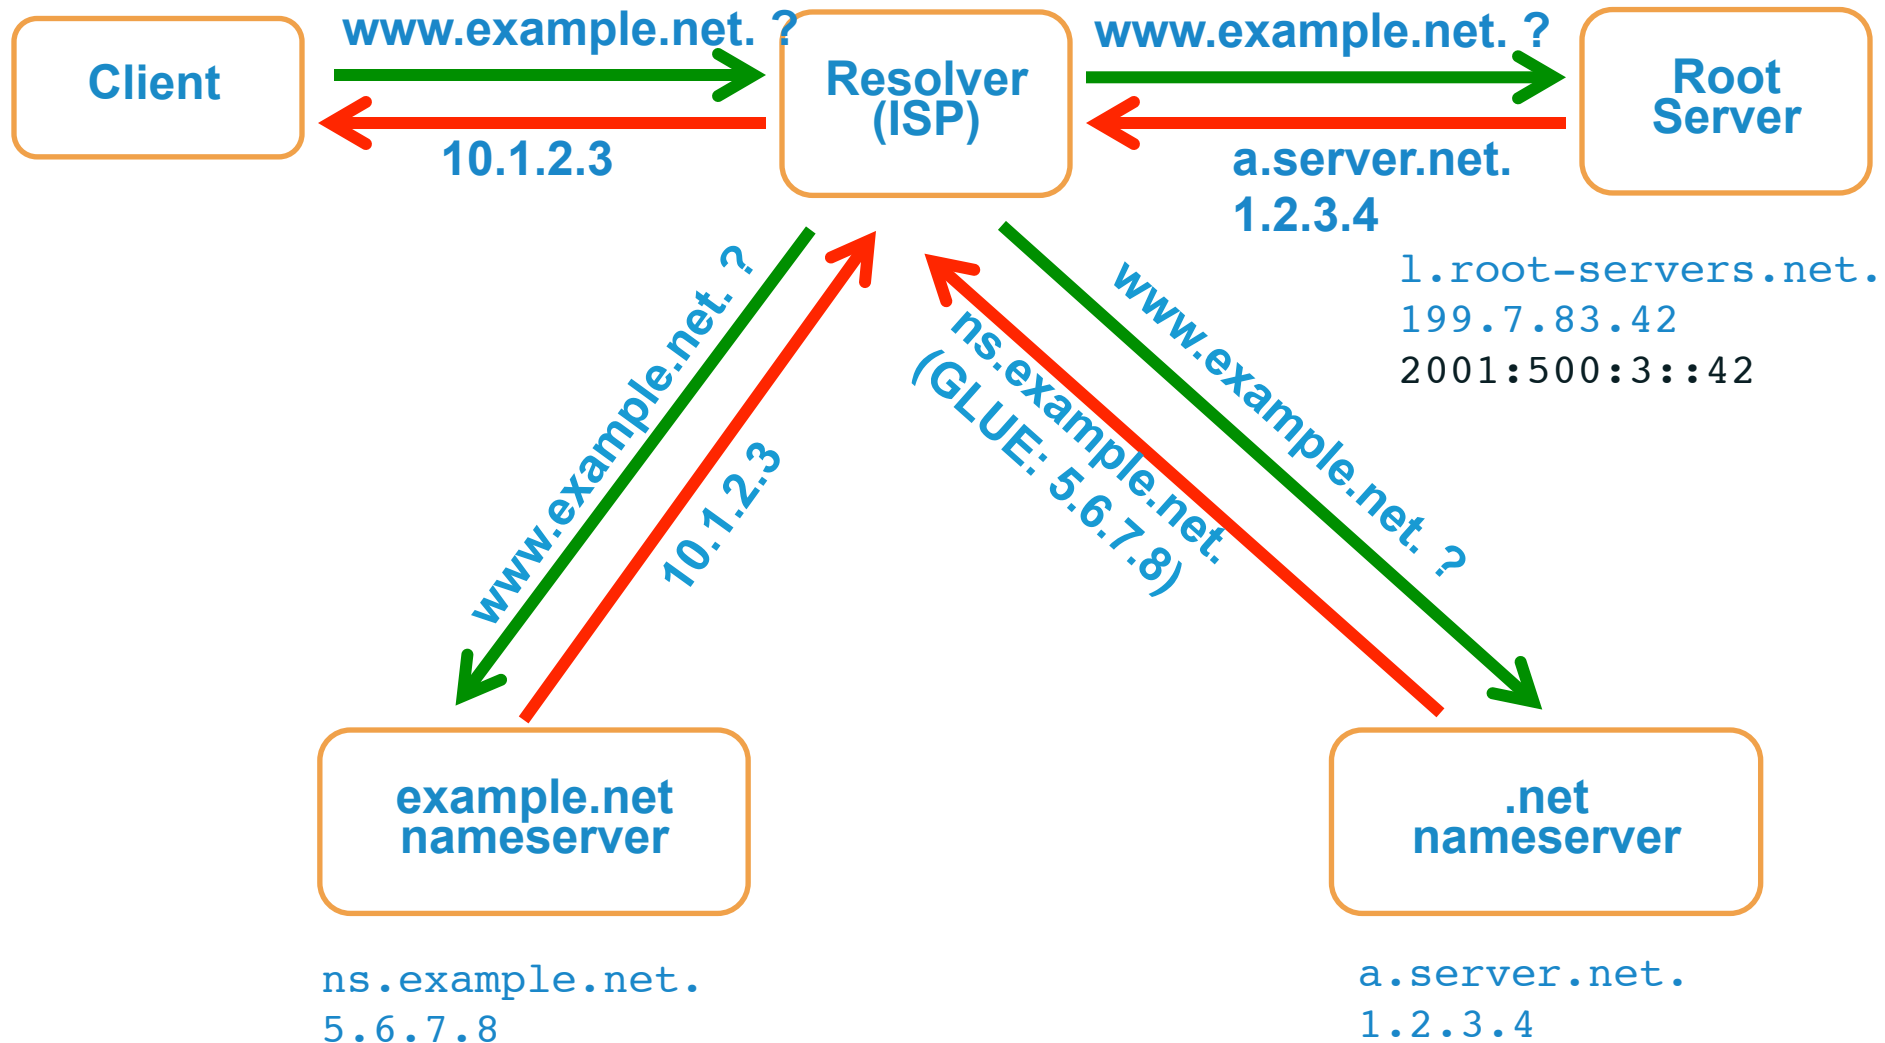 www.example.net. ?
www.example.net. ?
Client
Resolver
(ISP)
Root
Server
10.1.2.3
a.server.net.
1.2.3.4
l.root-servers.net.
199.7.83.42
2001:500:3::42
www.example.net. ?
10.1.2.3
ns.example.net.
(GLUE: 5.6.7.8)
www.example.net. ?
example.net
nameserver
.net
nameserver
ns.example.net.
5.6.7.8
a.server.net.
1.2.3.4